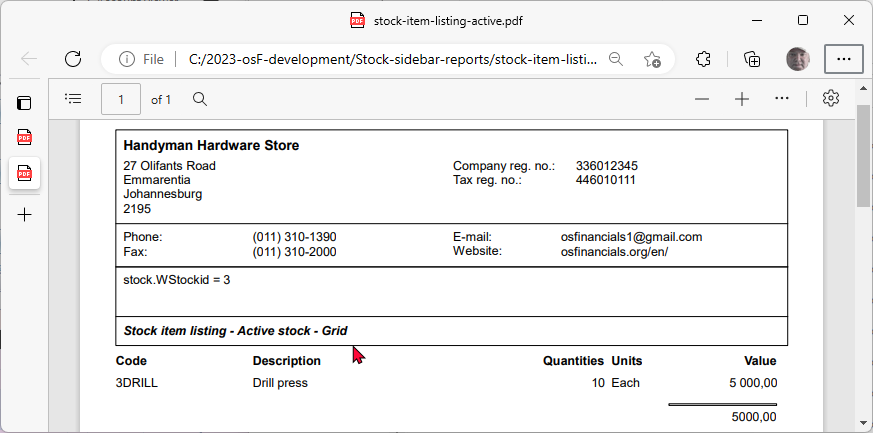 stock-item-listing-active.pdf
File C:/2023-osF-development/Stock-sidebar-reports/stock-item-listi...
1 of 1
Handyman Hardware Store
27 Olifants Road Company reg. no.: 336012345
Emmarentia Tax reg. no.: 446010111
Johannesburg
2195
Phone: (011) 310-1390 E-mail: osfinancials1@gmail.com
Fax: (011) 310-2000 Website: osfinancials.org/en/
stock.WStockid = 3
Stock item listing - Active stock - Grid
Code Description Quantities Units Value
3DRILL Drill press 10 Each 5 000,00
5000,00